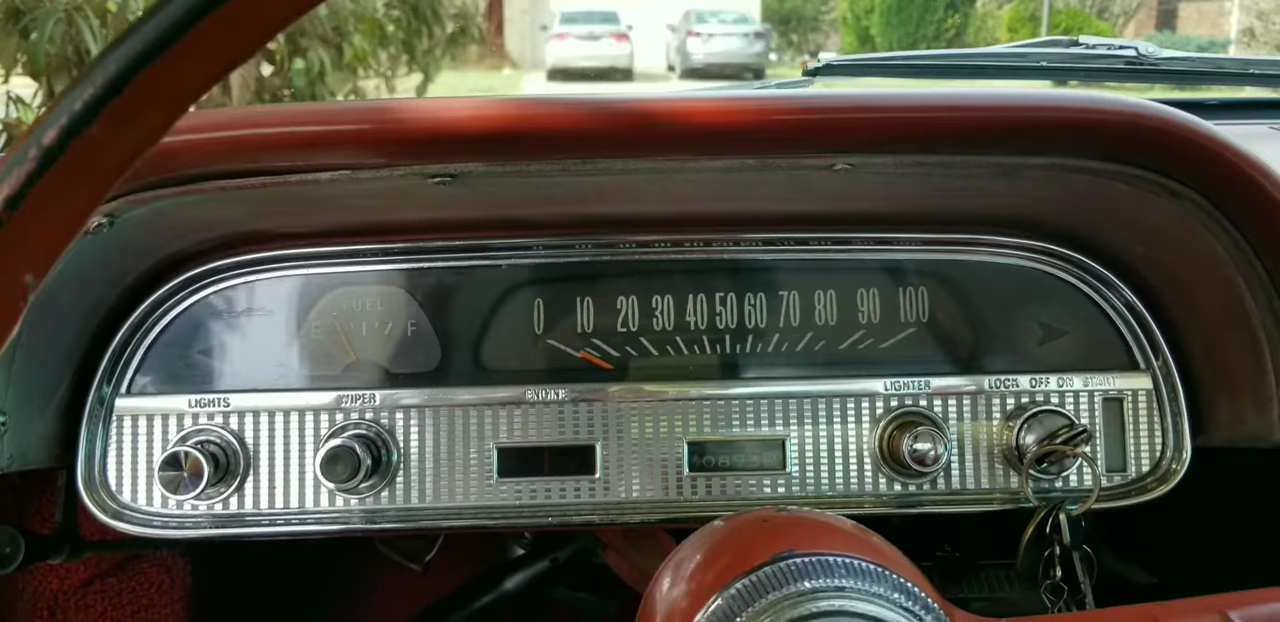 FUEL
E F
0 10 20 30 40 50 60 70 80 90 100
LIGHTS WIPER ENGINE LIGHTER LOCK OFF ON START